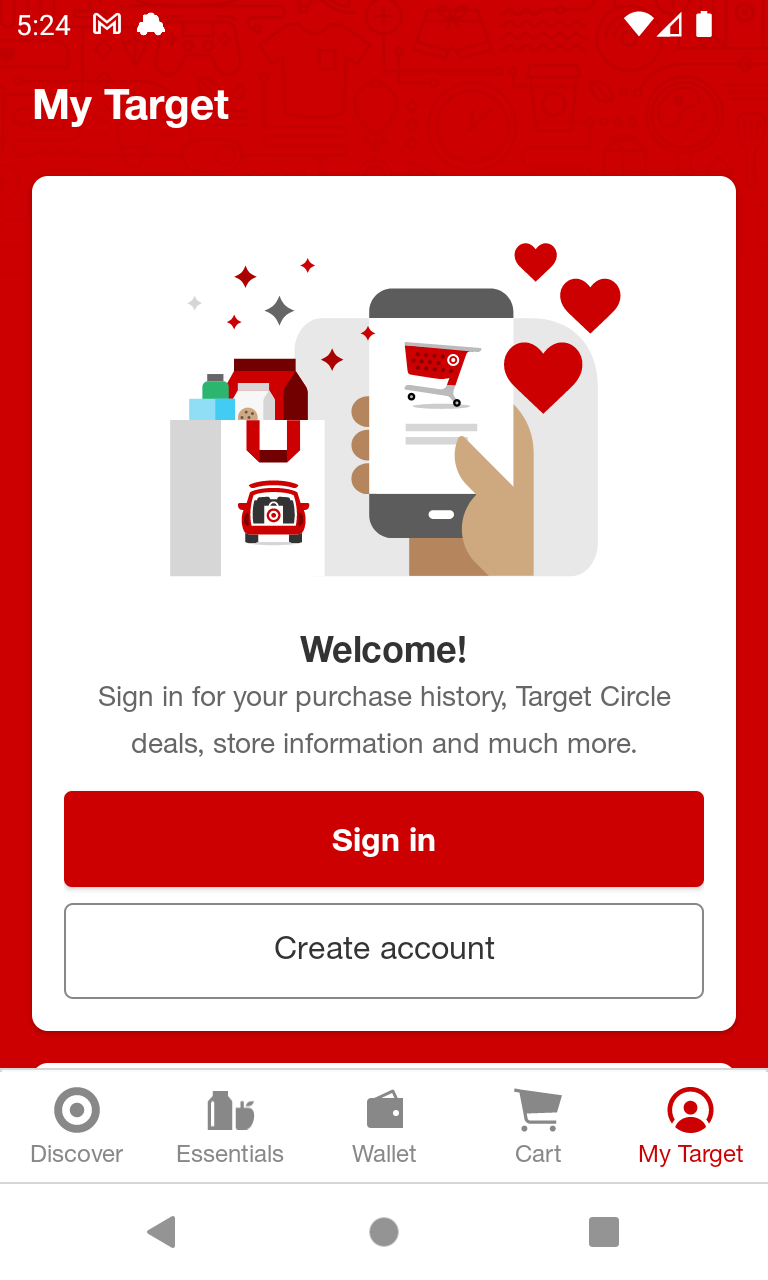 5:24
My Target
Welcome!
Sign in for your purchase history, Target Circle
deals, store information and much more.
Sign in
Create account
Discover
Essentials
Wallet
Cart
My Target